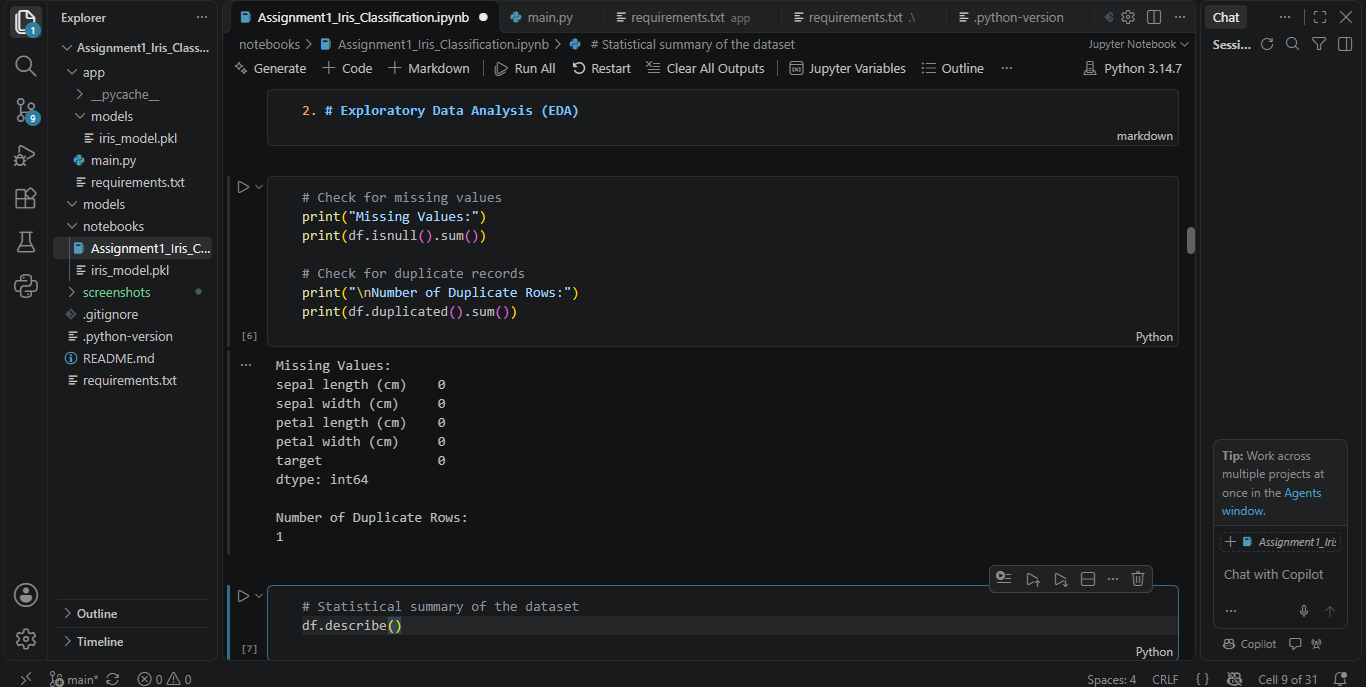 1
9
Explorer
Assignment1_Iris_Class...
app
__pycache__
models
iris_model.pkl
main.py
requirements.txt
models
notebooks
Assignment1_Iris_C...
iris_model.pkl
screenshots
.gitignore
.python-version
README.md
requirements.txt
Outline
Timeline
Assignment1_Iris_Classification.ipynb
main.py
requirements.txt app
requirements.txt .\
.python-version
notebooks > Assignment1_Iris_Classification.ipynb > # Statistical summary of the dataset
Jupyter Notebook
Generate + Code + Markdown Run All Restart Clear All Outputs Jupyter Variables Outline ...
Python 3.14.7
2. # Exploratory Data Analysis (EDA)
markdown
# Check for missing values
print("Missing Values:")
print(df.isnull().sum())
# Check for duplicate records
print("\nNumber of Duplicate Rows:")
print(df.duplicated().sum())
[6]
Python
Missing Values:
sepal length (cm) 0
sepal width (cm) 0
petal length (cm) 0
petal width (cm) 0
target 0
dtype: int64
Number of Duplicate Rows:
1
# Statistical summary of the dataset
df.describe()
[7]
Python
Chat
Sessi...
Tip: Work across
multiple projects at
once in the Agents
window.
Assignment1_Iris
Chat with Copilot
Copilot
main*
0 0
Spaces: 4 CRLF { } Cell 9 of 31